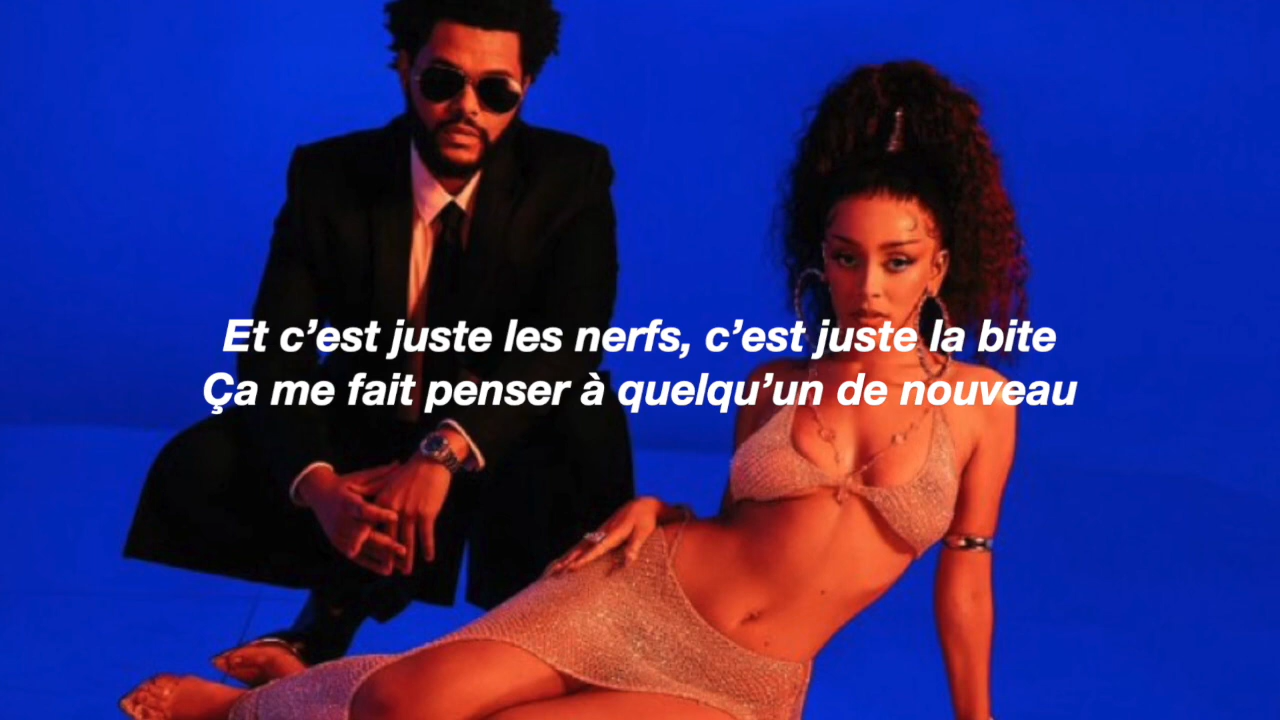 Et c’est juste les nerfs, c’est juste la bite
Ça me fait penser à quelqu’un de nouveau